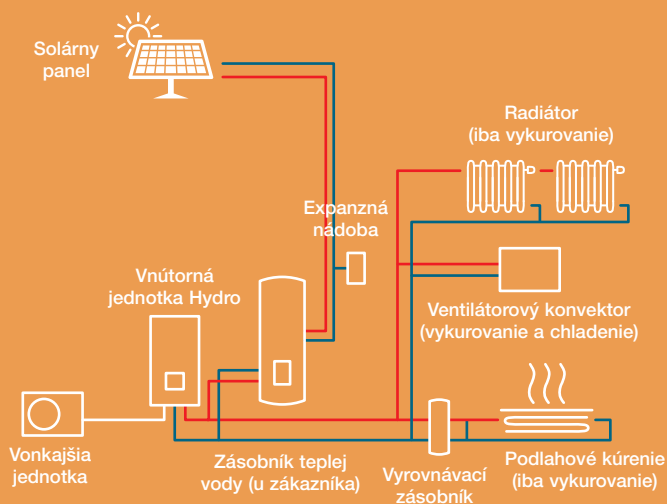 Solárny
panel
Radiátor
(iba vykurovanie)
Expanzná
nádoba
Vnútorná
jednotka Hydro
Ventilátorový konvektor
(vykurovanie a chladenie)
Vonkajšia
jednotka
Zásobník teplej
vody (u zákazníka)
Vyrovnávací
zásobník
Podlahové kúrenie
(iba vykurovanie)